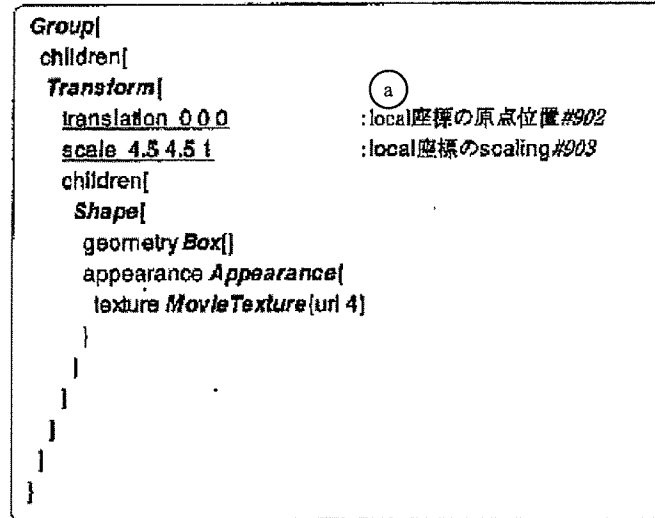 Group{
children[
Transform{
a
translation 0 0 0 :local座標の原点位置#902
scale 4.5 4.5 1 :local座標のscaling#903
children[
Shape{
geometry Box{}
appearance Appearance{
texture MovieTexture{url 4}
}
}
]
}
]
}